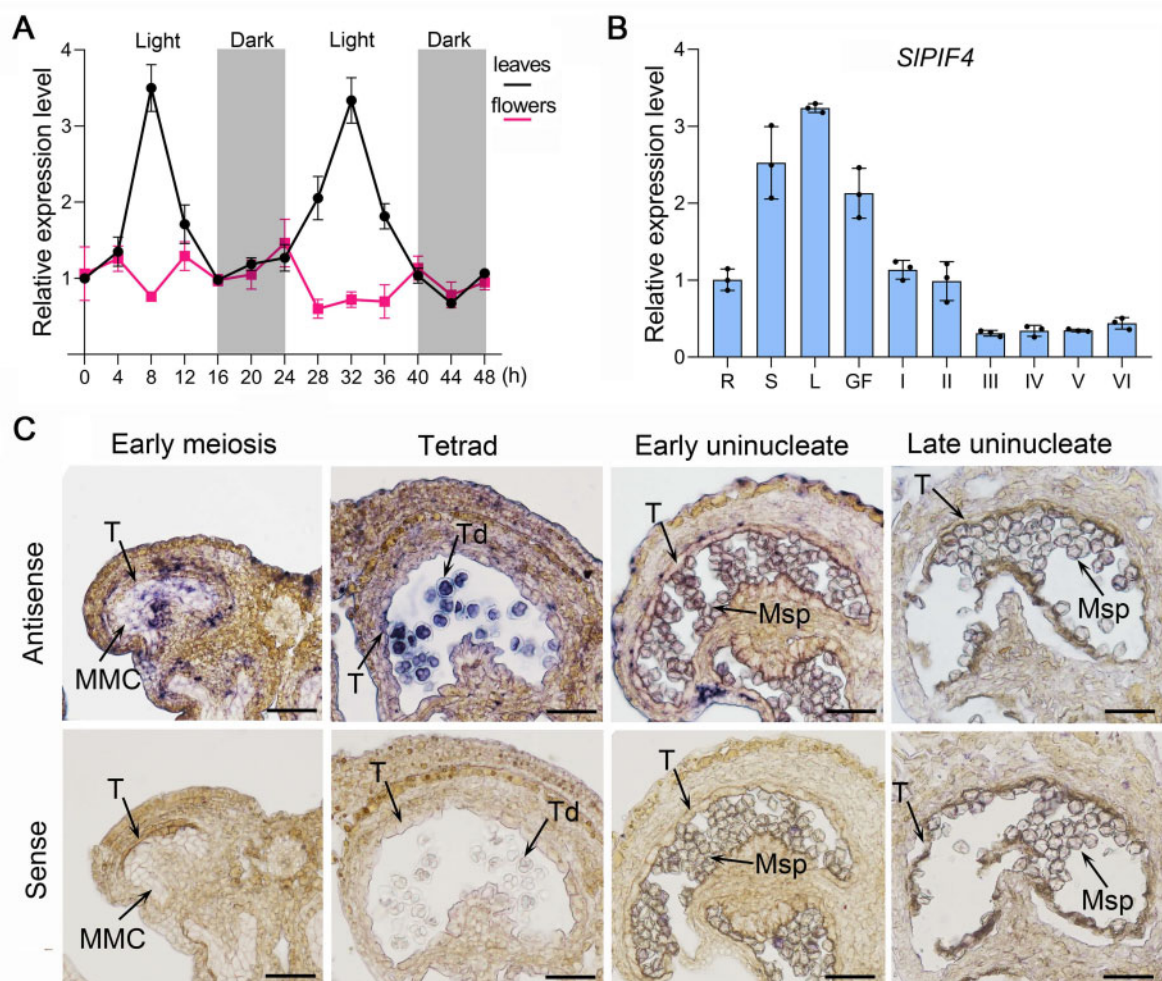 A
Light Dark Light Dark
leaves
flowers
Relative expression level
4
3
2
1
0 4 8 12 16 20 24 28 32 36 40 44 48 (h)
B
SlPIF4
Relative expression level
4
3
2
1
0
R S L GF I II III IV V VI
C
Early meiosis Tetrad Early uninucleate Late uninucleate
Antisense
T
MMC
Td
T
T
Msp
T
Msp
Sense
T
MMC
T
Td
T
Msp
T
Msp